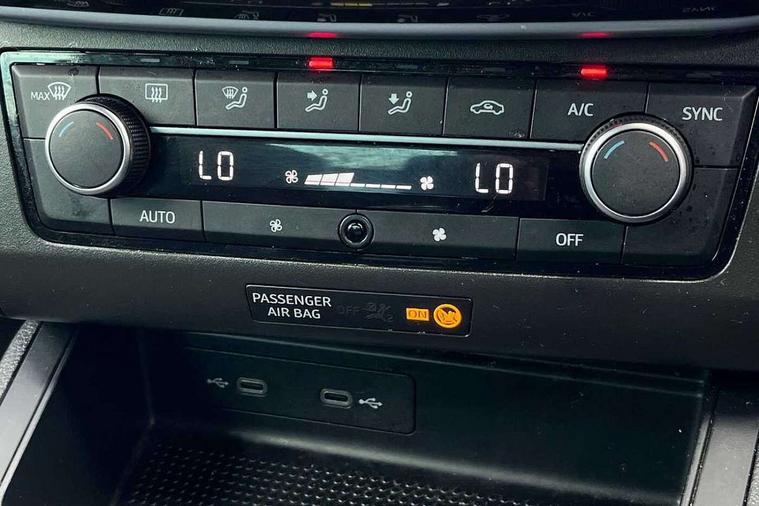 MAX
A/C
SYNC
LO
LO
AUTO
OFF
PASSENGER
AIR BAG
OFF
ON